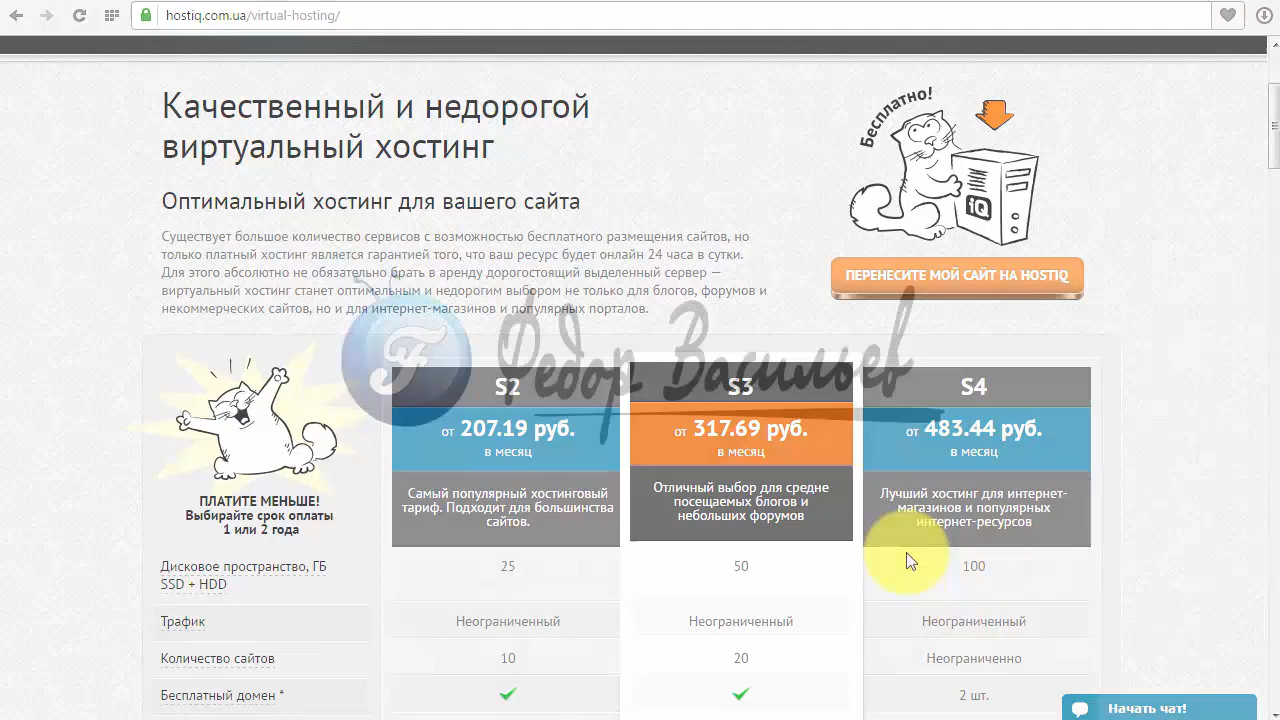 hostiq.com.ua/virtual-hosting/
Качественный и недорогой
виртуальный хостинг
Бесплатно!
iQ
Оптимальный хостинг для вашего сайта
Существует большое количество сервисов с возможностью бесплатного размещения сайтов, но
только платный хостинг является гарантией того, что ваш ресурс будет онлайн 24 часа в сутки.
Для этого абсолютно не обязательно брать в аренду дорогостоящий выделенный сервер —
виртуальный хостинг станет оптимальным и недорогим выбором не только для блогов, форумов и
некоммерческих сайтов, но и для интернет-магазинов и популярных порталов.
ПЕРЕНЕСИТЕ МОЙ САЙТ НА HOSTIQ
Федор Васильев
ПЛАТИТЕ МЕНЬШЕ!
Выбирайте срок оплаты
1 или 2 года
S2
от 207.19 руб.
в месяц
Самый популярный хостинговый
тариф. Подходит для большинства
сайтов.
S3
от 317.69 руб.
в месяц
Отличный выбор для средне
посещаемых блогов и
небольших форумов
S4
от 483.44 руб.
в месяц
Лучший хостинг для интернет-
магазинов и популярных
интернет-ресурсов
Дисковое пространство, ГБ
SSD + HDD
25
50
100
Трафик
Неограниченный
Неограниченный
Неограниченный
Количество сайтов
10
20
Неограниченно
Бесплатный домен *
2 шт.
Начать чат!